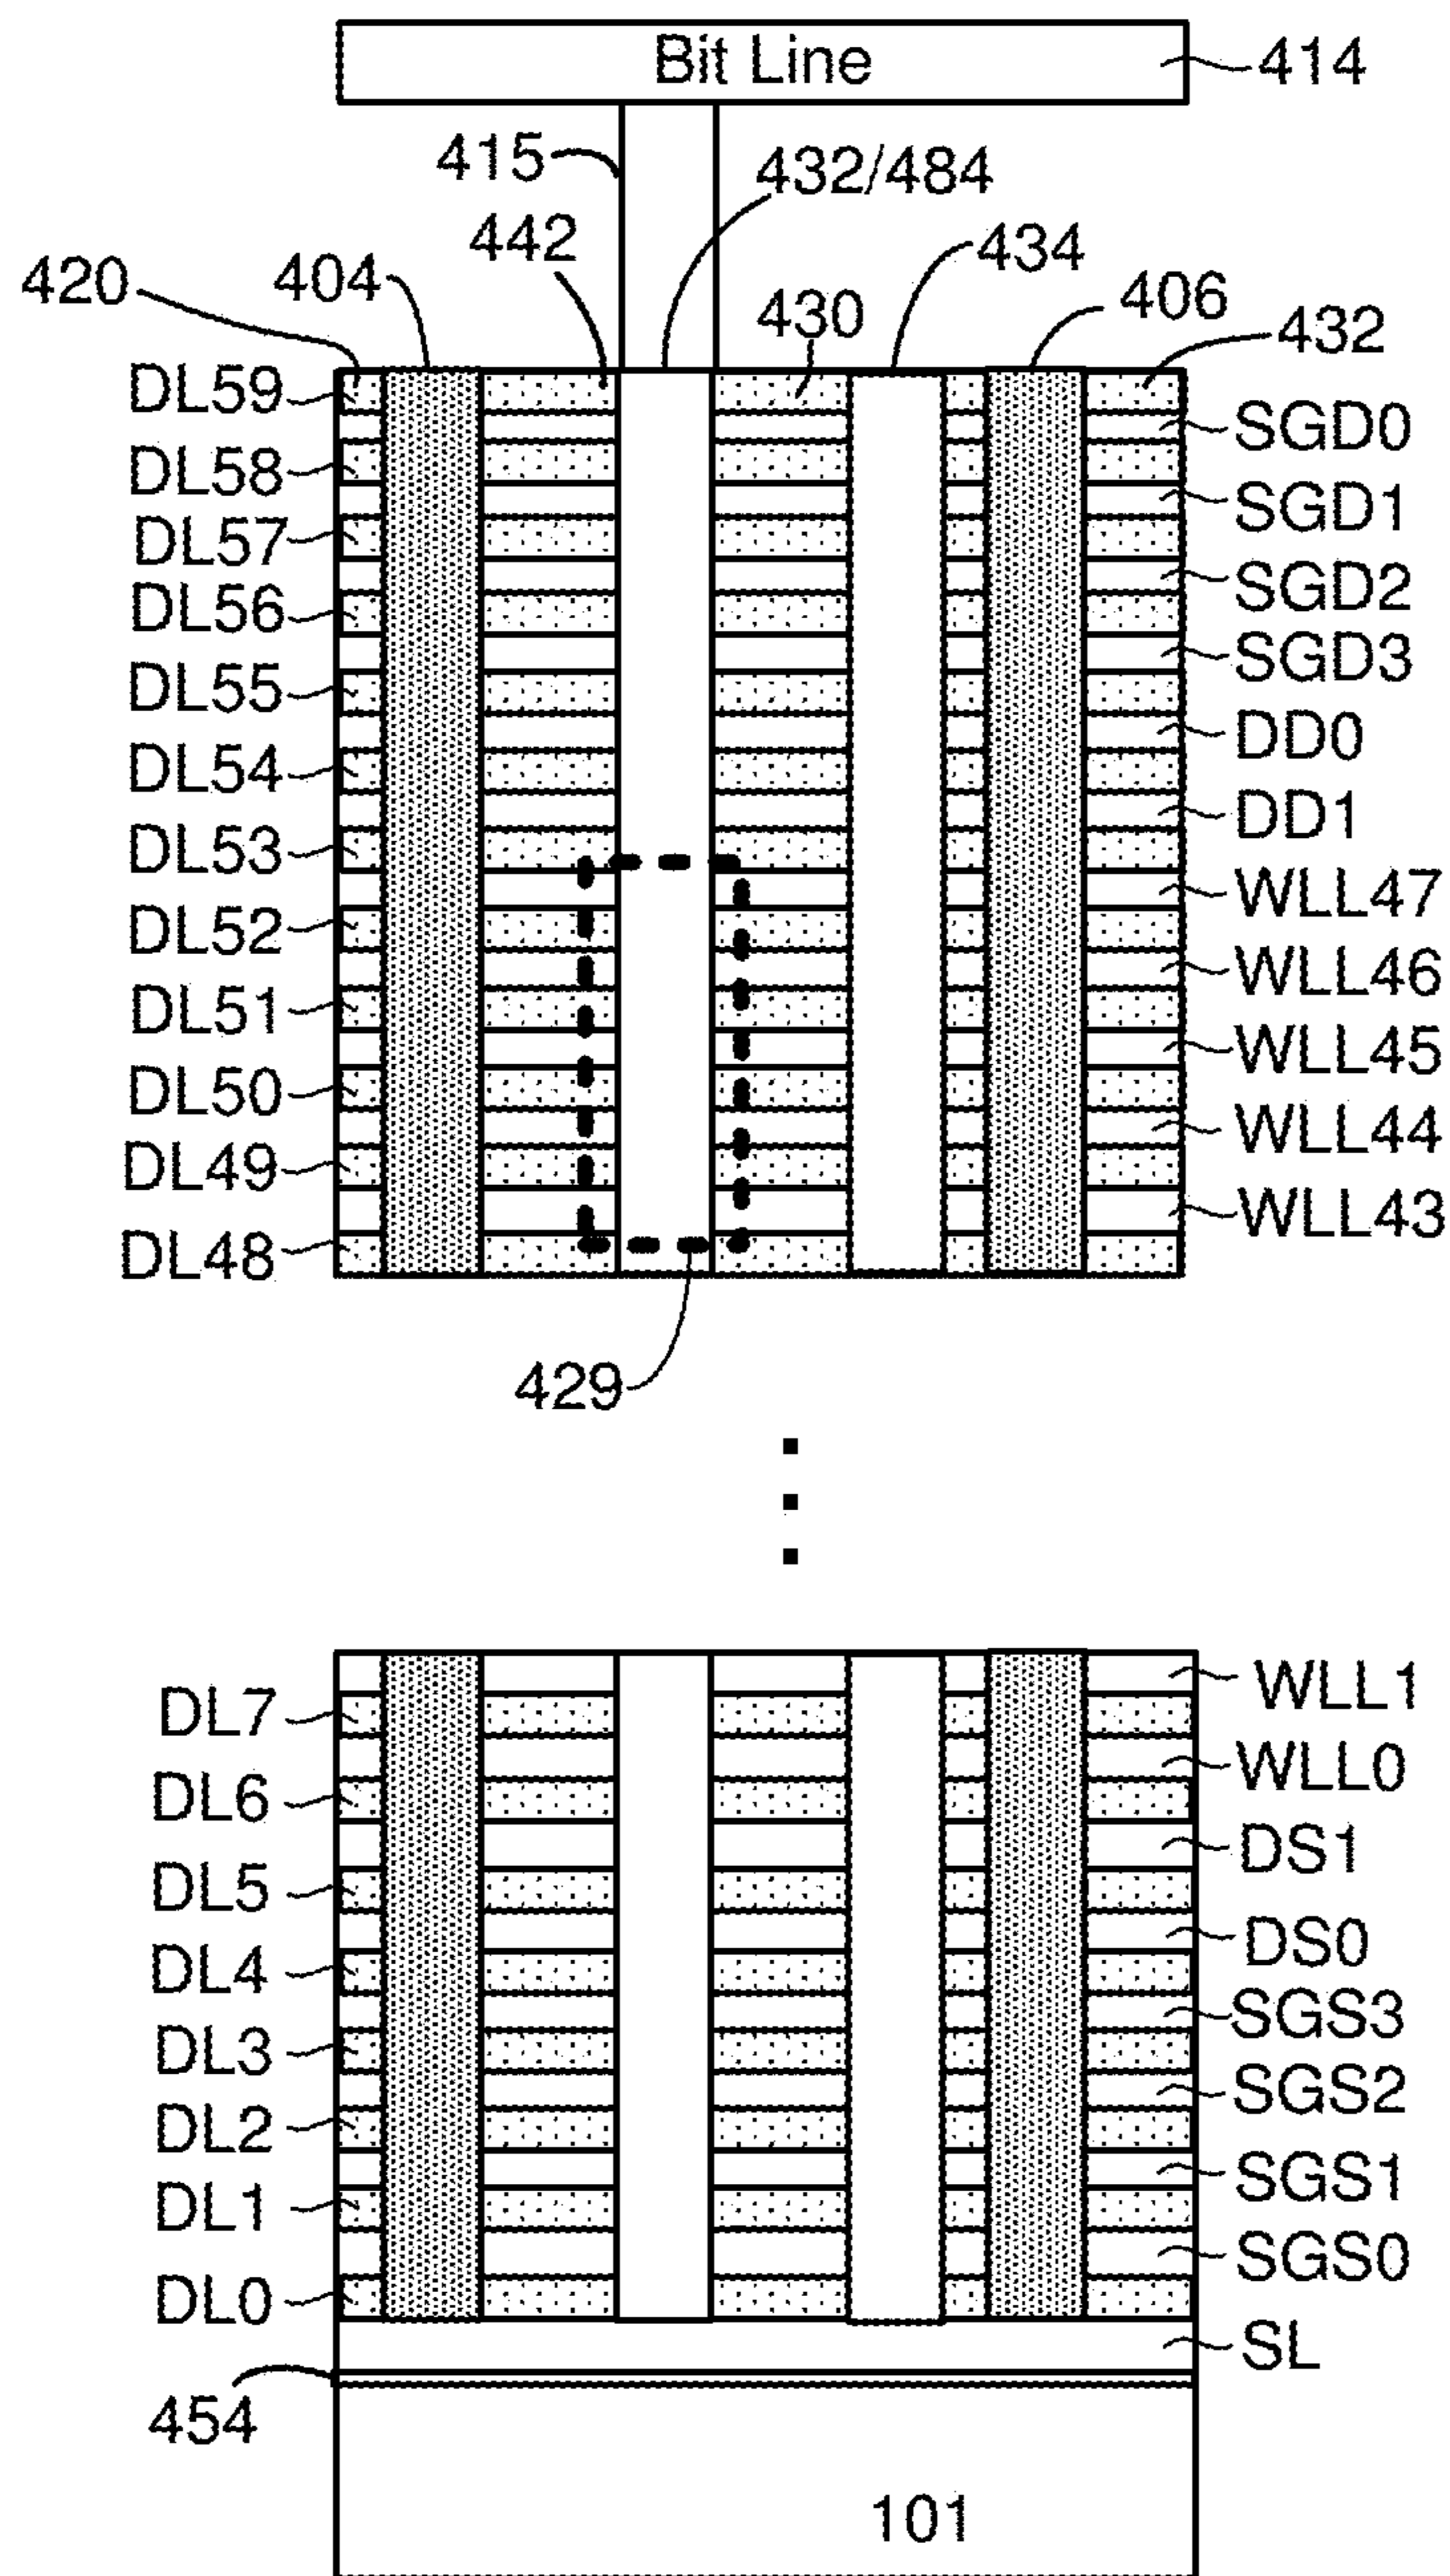 Bit Line
414
415
432/484
442
434
420
404
430
406
432
DL59
SGD0
DL58
SGD1
DL57
SGD2
DL56
SGD3
DL55
DD0
DL54
DD1
DL53
WLL47
DL52
WLL46
DL51
WLL45
DL50
WLL44
DL49
WLL43
DL48
429
WLL1
DL7
WLL0
DL6
DS1
DL5
DS0
DL4
SGS3
DL3
SGS2
DL2
SGS1
DL1
SGS0
DL0
SL
454
101